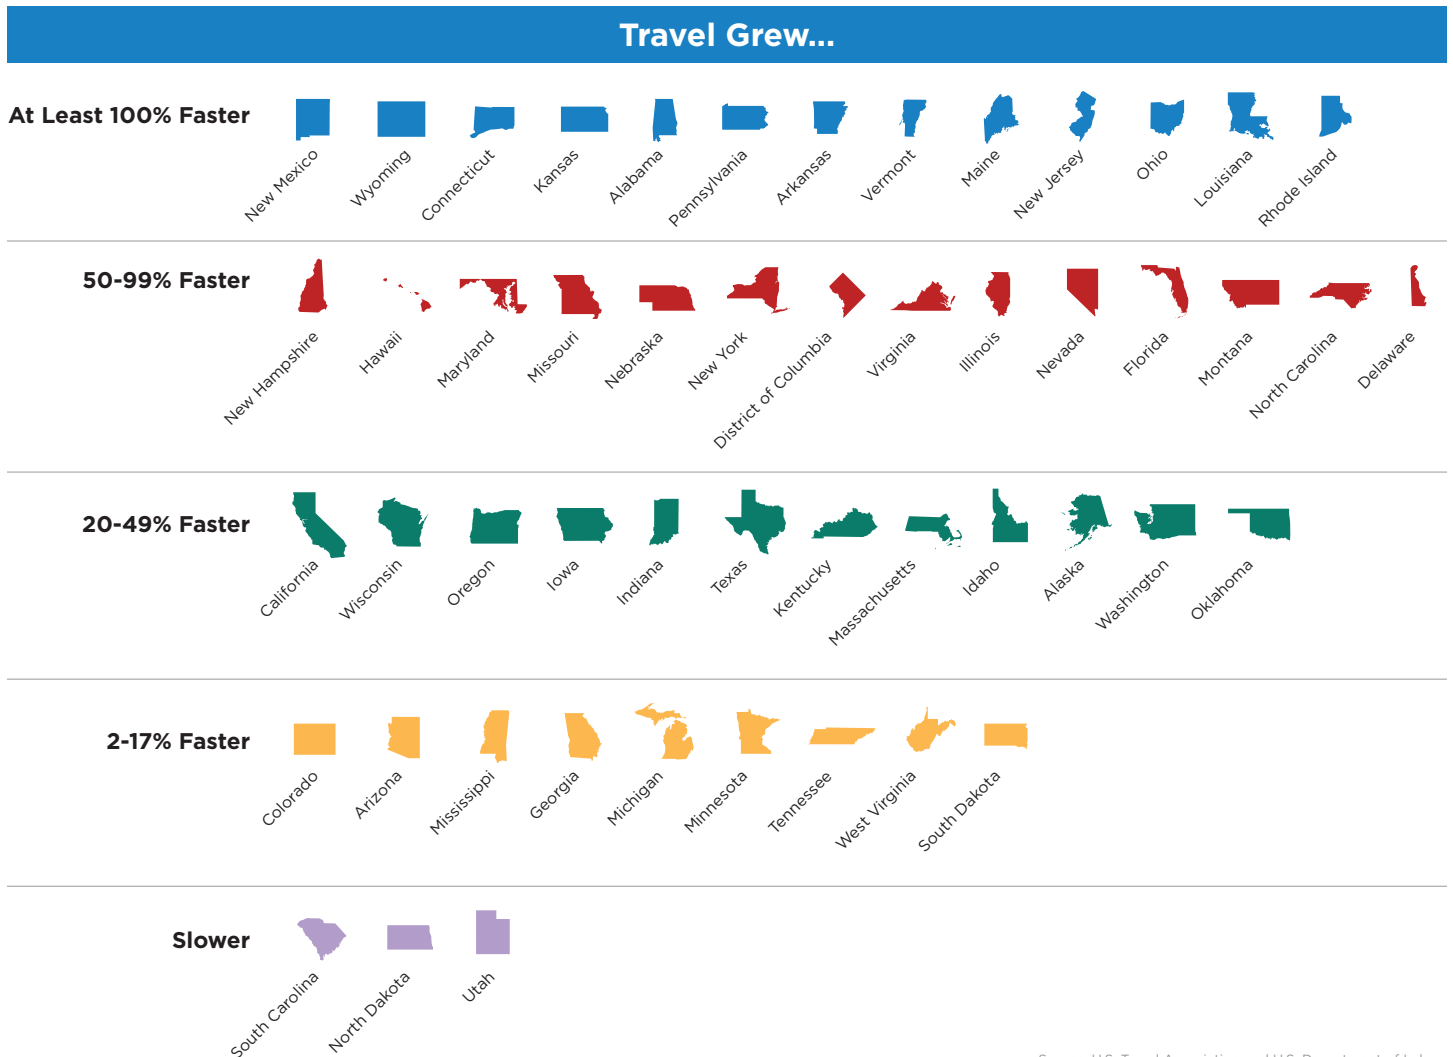 Travel Grew...
At Least 100% Faster
New Mexico
Wyoming
Connecticut
Kansas
Alabama
Pennsylvania
Arkansas
Vermont
Maine
New Jersey
Ohio
Louisiana
Rhode Island
50-99% Faster
New Hampshire
Hawaii
Maryland
Missouri
Nebraska
New York
District of Columbia
Virginia
Illinois
Nevada
Florida
Montana
North Carolina
Delaware
20-49% Faster
California
Wisconsin
Oregon
Iowa
Indiana
Texas
Kentucky
Massachusetts
Idaho
Alaska
Washington
Oklahoma
2-17% Faster
Colorado
Arizona
Mississippi
Georgia
Michigan
Minnesota
Tennessee
West Virginia
South Dakota
Slower
South Carolina
North Dakota
Utah